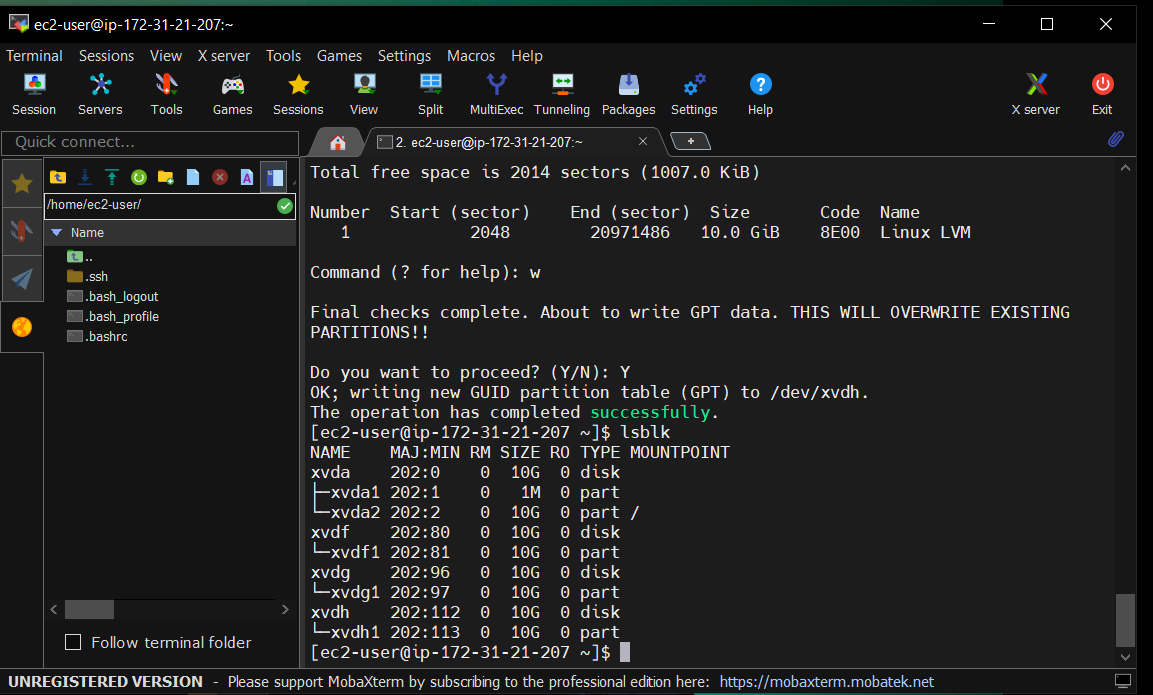 ec2-user@ip-172-31-21-207:~
Terminal Sessions View X server Tools Games Settings Macros Help
Session Servers Tools Games Sessions View Split MultiExec Tunneling Packages Settings Help X server Exit
Quick connect...
2. ec2-user@ip-172-31-21-207:~
/home/ec2-user/
Name
..
.ssh
.bash_logout
.bash_profile
.bashrc
Follow terminal folder
Total free space is 2014 sectors (1007.0 KiB)
Number  Start (sector)    End (sector)  Size       Code  Name
   1            2048        20971486   10.0 GiB    8E00  Linux LVM
Command (? for help): w
Final checks complete. About to write GPT data. THIS WILL OVERWRITE EXISTING
PARTITIONS!!
Do you want to proceed? (Y/N): Y
OK; writing new GUID partition table (GPT) to /dev/xvdh.
The operation has completed successfully.
[ec2-user@ip-172-31-21-207 ~]$ lsblk
NAME    MAJ:MIN RM SIZE RO TYPE MOUNTPOINT
xvda    202:0    0  10G  0 disk
├─xvda1 202:1    0   1M  0 part
└─xvda2 202:2    0  10G  0 part /
xvdf    202:80   0  10G  0 disk
└─xvdf1 202:81   0  10G  0 part
xvdg    202:96   0  10G  0 disk
└─xvdg1 202:97   0  10G  0 part
xvdh    202:112  0  10G  0 disk
└─xvdh1 202:113  0  10G  0 part
[ec2-user@ip-172-31-21-207 ~]$
UNREGISTERED VERSION - Please support MobaXterm by subscribing to the professional edition here: https://mobaxterm.mobatek.net